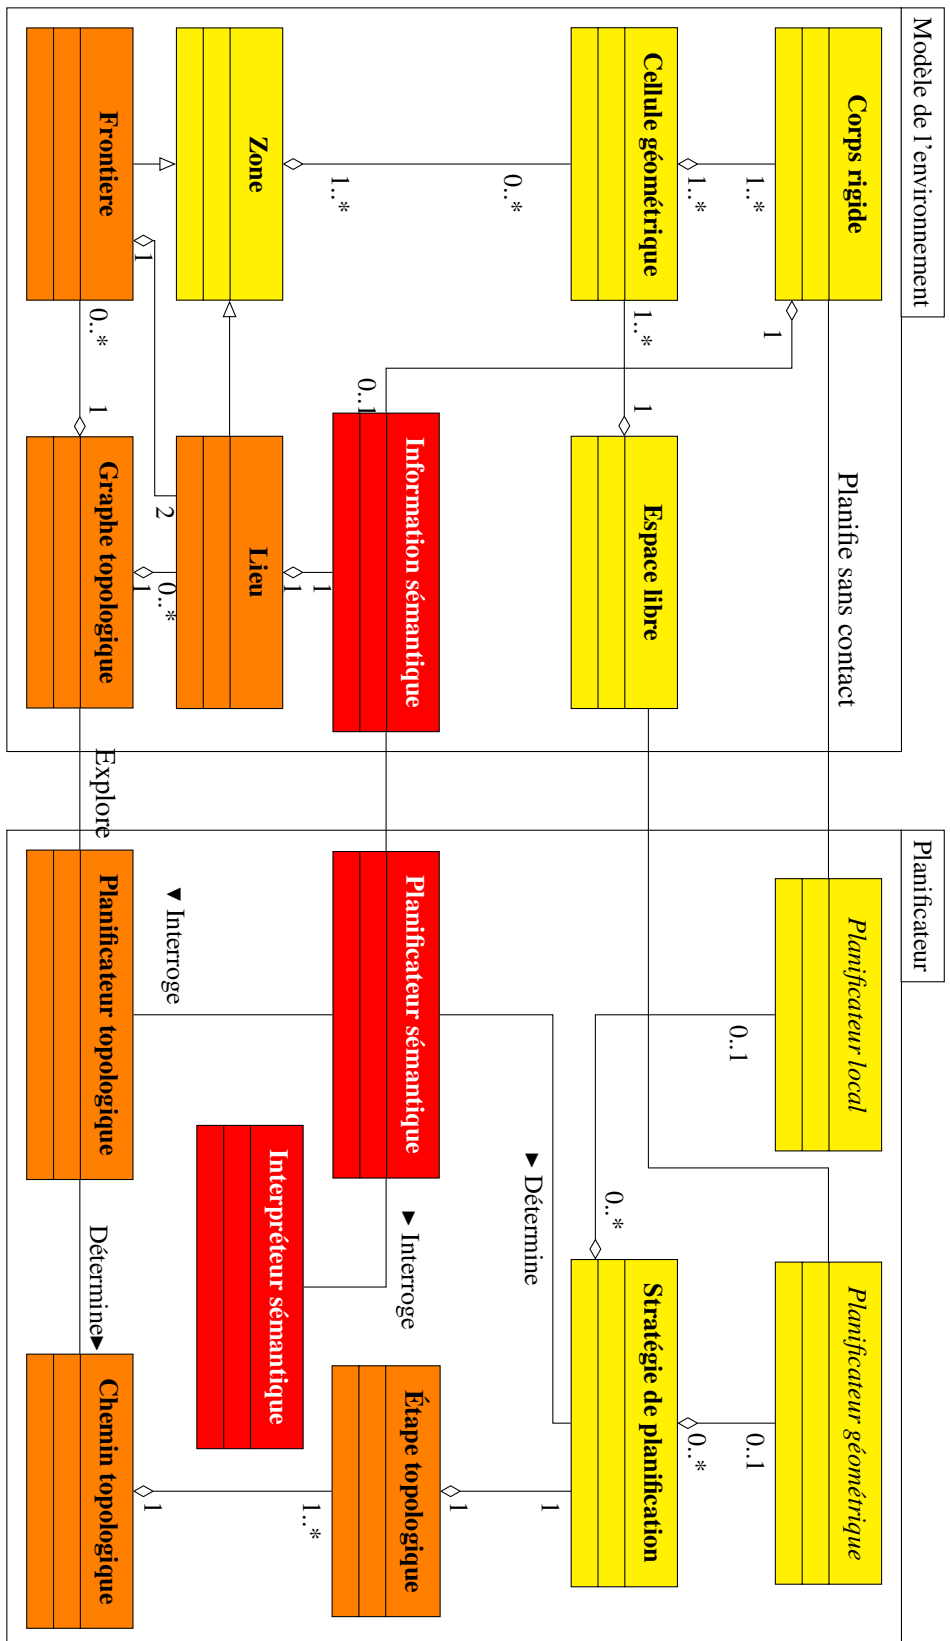 Modèle de l'environnement
Corps rigide
1..*
1..*
Cellule géométrique
0..*
1..*
Zone
Frontiere
1
1
1..*
1
0..1
0..*
1
Planifie sans contact
Espace libre
Information sémantique
1
1
Lieu
2
0..*
1
Graphe topologique
Explore
Planificateur
Planificateur local
0..1
0..*
Planificateur géométrique
0..1
0..*
Stratégie de planification
▶ Détermine
Planificateur sémantique
▶ Interroge
Interpréteur sémantique
▼ Interroge
Planificateur topologique
Détermine▶
1
1
Étape topologique
1..*
1
Chemin topologique